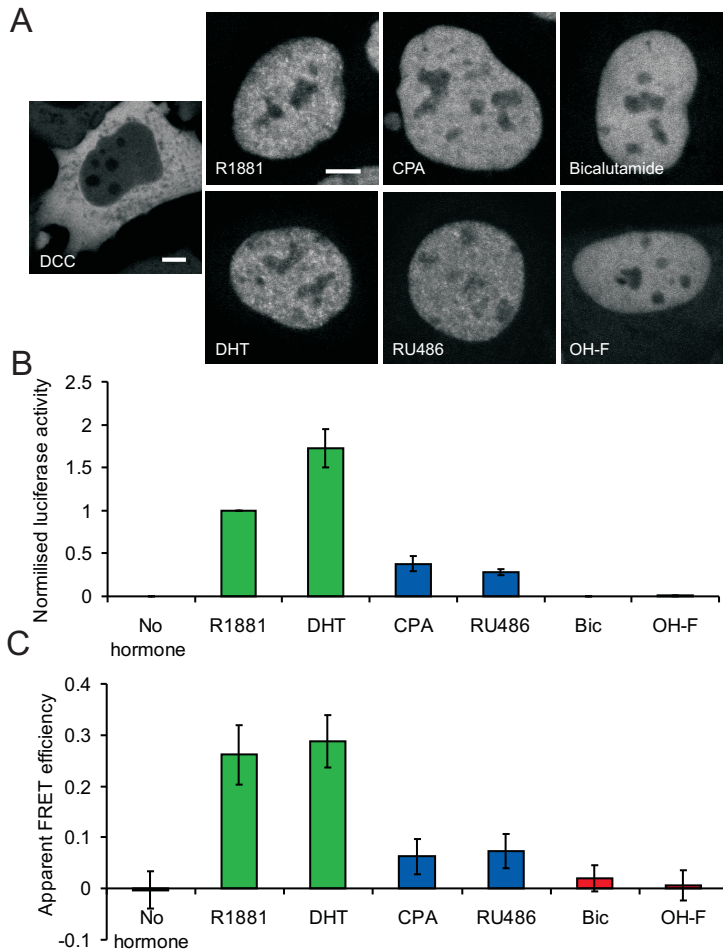 A
DCC
R1881
CPA
Bicalutamide
DHT
RU486
OH-F
B
Normilised luciferase activity
2.5
2
1.5
1
0.5
0
No hormone
R1881
DHT
CPA
RU486
Bic
OH-F
C
Apparent FRET efficiency
0.4
0.3
0.2
0.1
0
-0.1
No hormone
R1881
DHT
CPA
RU486
Bic
OH-F